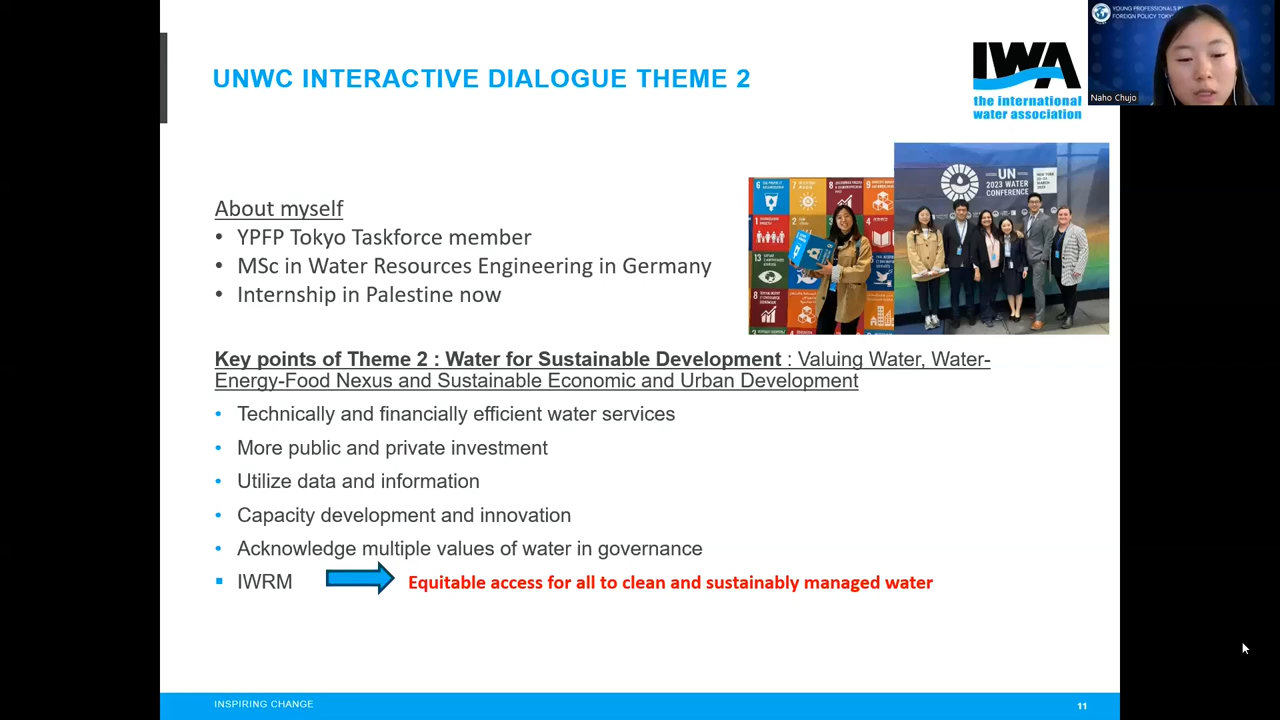 YOUNG PROFESSIONALS
FOREIGN POLICY TOKYO
Naho Chujo
UNWC INTERACTIVE DIALOGUE THEME 2
IWA
the international
water association
UN
2023 WATER
CONFERENCE
NEW YORK
MARCH
About myself
• YPFP Tokyo Taskforce member
• MSc in Water Resources Engineering in Germany
• Internship in Palestine now
Key points of Theme 2 : Water for Sustainable Development : Valuing Water, Water-
Energy-Food Nexus and Sustainable Economic and Urban Development
• Technically and financially efficient water services
• More public and private investment
• Utilize data and information
• Capacity development and innovation
• Acknowledge multiple values of water in governance
▪ IWRM
Equitable access for all to clean and sustainably managed water
INSPIRING CHANGE
11